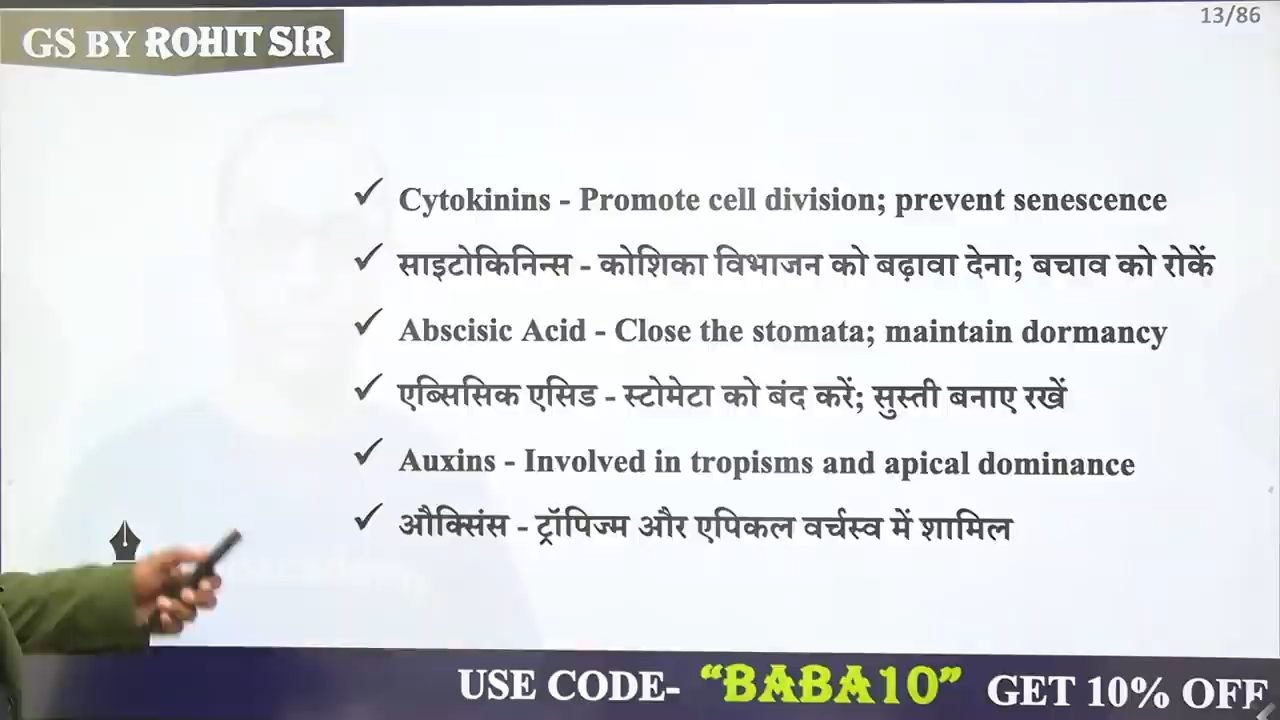 GS BY ROHIT SIR
13/86
✓ Cytokinins - Promote cell division; prevent senescence
✓ साइटोकिनिन्स - कोशिका विभाजन को बढ़ावा देना; बचाव को रोकें
✓ Abscisic Acid - Close the stomata; maintain dormancy
✓ एब्सिसिक एसिड - स्टोमेटा को बंद करें; सुस्ती बनाए रखें
✓ Auxins - Involved in tropisms and apical dominance
✓ औक्सिंस - ट्रॉपिज्म और एपिकल वर्चस्व में शामिल
USE CODE- “BABA10” GET 10% OFF